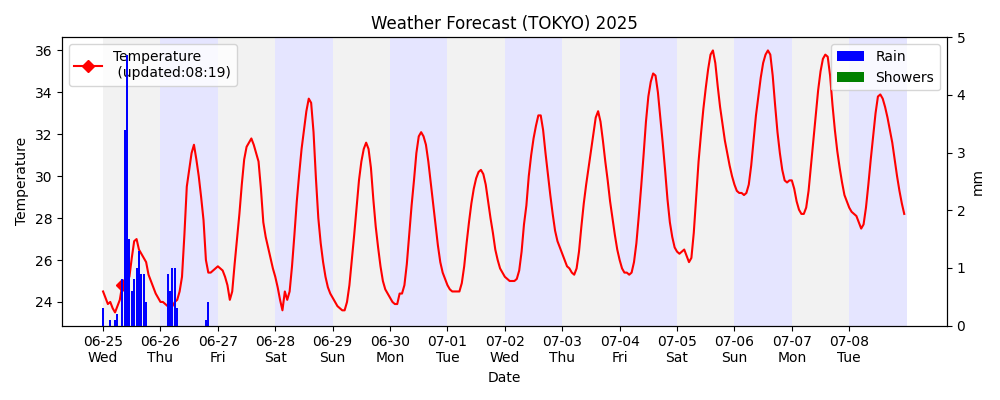 Weather Forecast (TOKYO) 2025
Temperature
(updated:08:19)
Rain
Showers
Temperature
36
34
32
30
28
26
24
5
4
3
2
1
0
mm
06-25 06-26 06-27 06-28 06-29 06-30 07-01 07-02 07-03 07-04 07-05 07-06 07-07 07-08
Wed Thu Fri Sat Sun Mon Tue Wed Thu Fri Sat Sun Mon Tue
Date